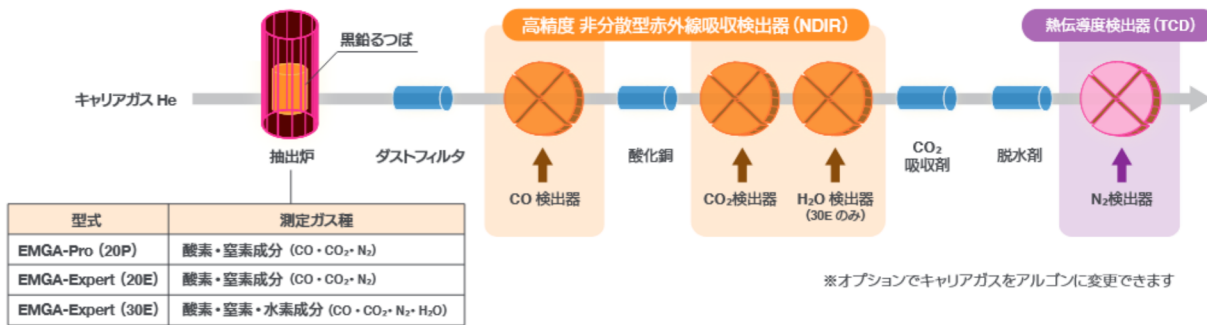 高精度 非分散型赤外線吸収検出器(NDIR)
熱伝導度検出器(TCD)
黒鉛るつぼ
キャリアガス He
抽出炉
ダストフィルタ
CO 検出器
酸化銅
CO₂検出器
H₂O 検出器
(30E のみ)
CO₂
吸収剤
脱水剤
N₂検出器
型式 測定ガス種
EMGA-Pro (20P) 酸素・窒素成分 (CO・CO₂・N₂)
EMGA-Expert (20E) 酸素・窒素成分 (CO・CO₂・N₂)
EMGA-Expert (30E) 酸素・窒素・水素成分 (CO・CO₂・N₂・H₂O)
※オプションでキャリアガスをアルゴンに変更できます